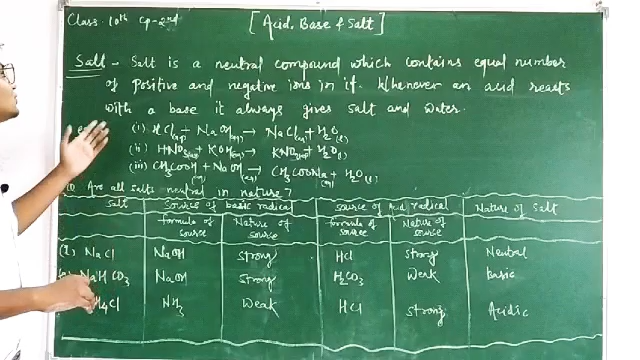 Class 10th Cp-2nd [Acid, Base & Salt]
Salt - Salt is a neutral compound which contains equal number
of positive and negative ions in it. Whenever an acid reacts
with a base it always gives salt and water.
(i) HCl(aq) + NaOH(aq) → NaCl(aq) + H2O(l)
(ii) HNO3(aq) + KOH(aq) → KNO3(aq) + H2O(l)
(iii) CH3COOH + NaOH(aq) → CH3COONa(aq) + H2O(l)
Are all salts neutral in nature?
Salt Source of basic radical Source of Acid radical Nature of Salt
formula of source Nature of source formula of source Nature of source
(1) NaCl NaOH Strong HCl Strong Neutral
NaHCO3 NaOH Strong H2CO3 Weak basic
H4Cl NH3 Weak HCl Strong Acidic